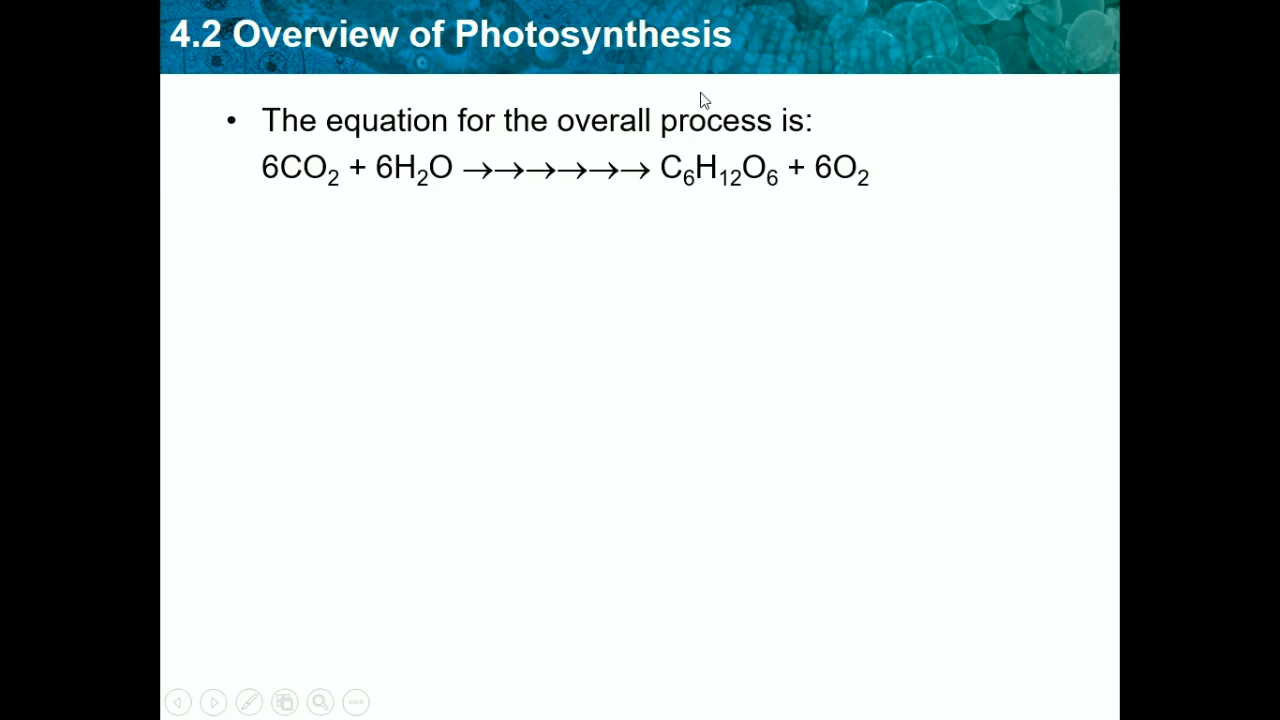 4.2 Overview of Photosynthesis
• The equation for the overall process is:
6CO₂ + 6H₂O →→→→→→ C₆H₁₂O₆ + 6O₂